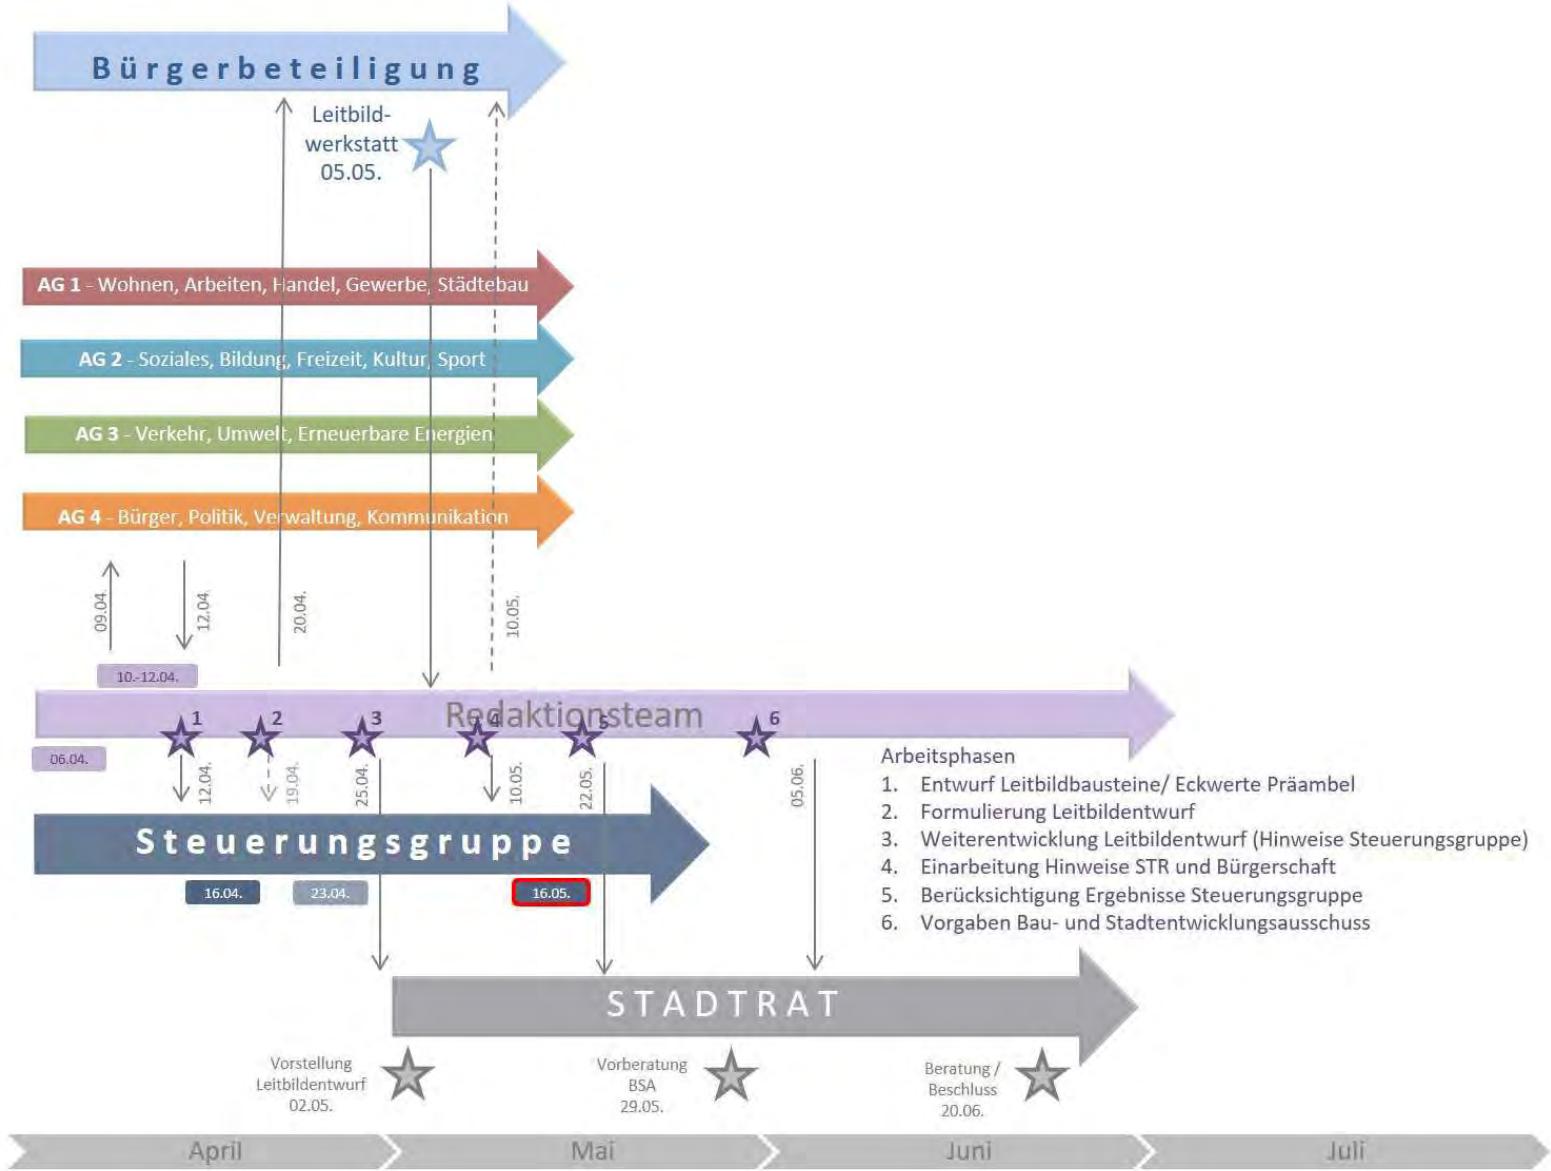 Bürgerbeteiligung
Leitbild-
werkstatt
05.05.
AG 1 - Wohnen, Arbeiten, Handel, Gewerbe, Städtebau
AG 2 - Soziales, Bildung, Freizeit, Kultur, Sport
AG 3 - Verkehr, Umwelt, Erneuerbare Energien
AG 4 - Bürger, Politik, Verwaltung, Kommunikation
09.04.
12.04.
20.04.
10.05.
10.-12.04.
Redaktionsteam
1
2
3
4
5
6
06.04.
12.04.
19.04.
25.04.
10.05.
22.05.
05.06.
Arbeitsphasen
1. Entwurf Leitbildbausteine/ Eckwerte Präambel
2. Formulierung Leitbildentwurf
3. Weiterentwicklung Leitbildentwurf (Hinweise Steuerungsgruppe)
4. Einarbeitung Hinweise STR und Bürgerschaft
5. Berücksichtigung Ergebnisse Steuerungsgruppe
6. Vorgaben Bau- und Stadtentwicklungsausschuss
Steuerungsgruppe
16.04.
23.04.
16.05.
STADTRAT
Vorstellung
Leitbildentwurf
02.05.
Vorberatung
BSA
29.05.
Beratung /
Beschluss
20.06.
April
Mai
Juni
Juli